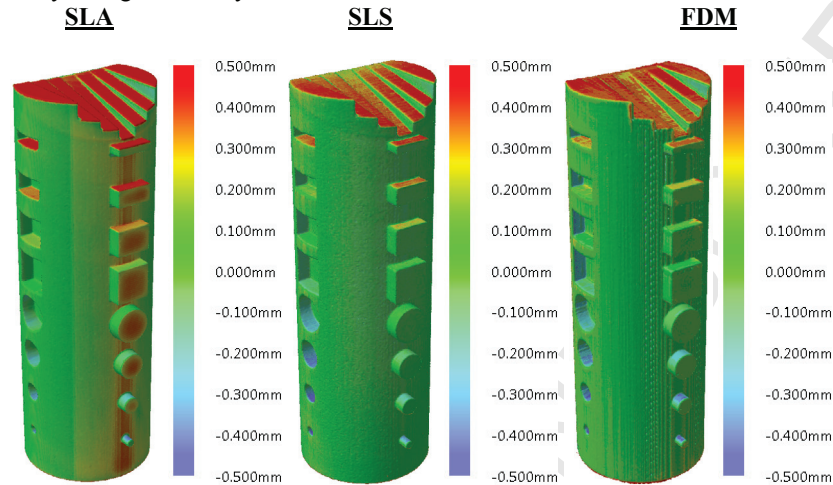 SLA SLS FDM
0.500mm 0.500mm 0.500mm
0.400mm 0.400mm 0.400mm
0.300mm 0.300mm 0.300mm
0.200mm 0.200mm 0.200mm
0.100mm 0.100mm 0.100mm
0.000mm 0.000mm 0.000mm
-0.100mm -0.100mm -0.100mm
-0.200mm -0.200mm -0.200mm
-0.300mm -0.300mm -0.300mm
-0.400mm -0.400mm -0.400mm
-0.500mm -0.500mm -0.500mm